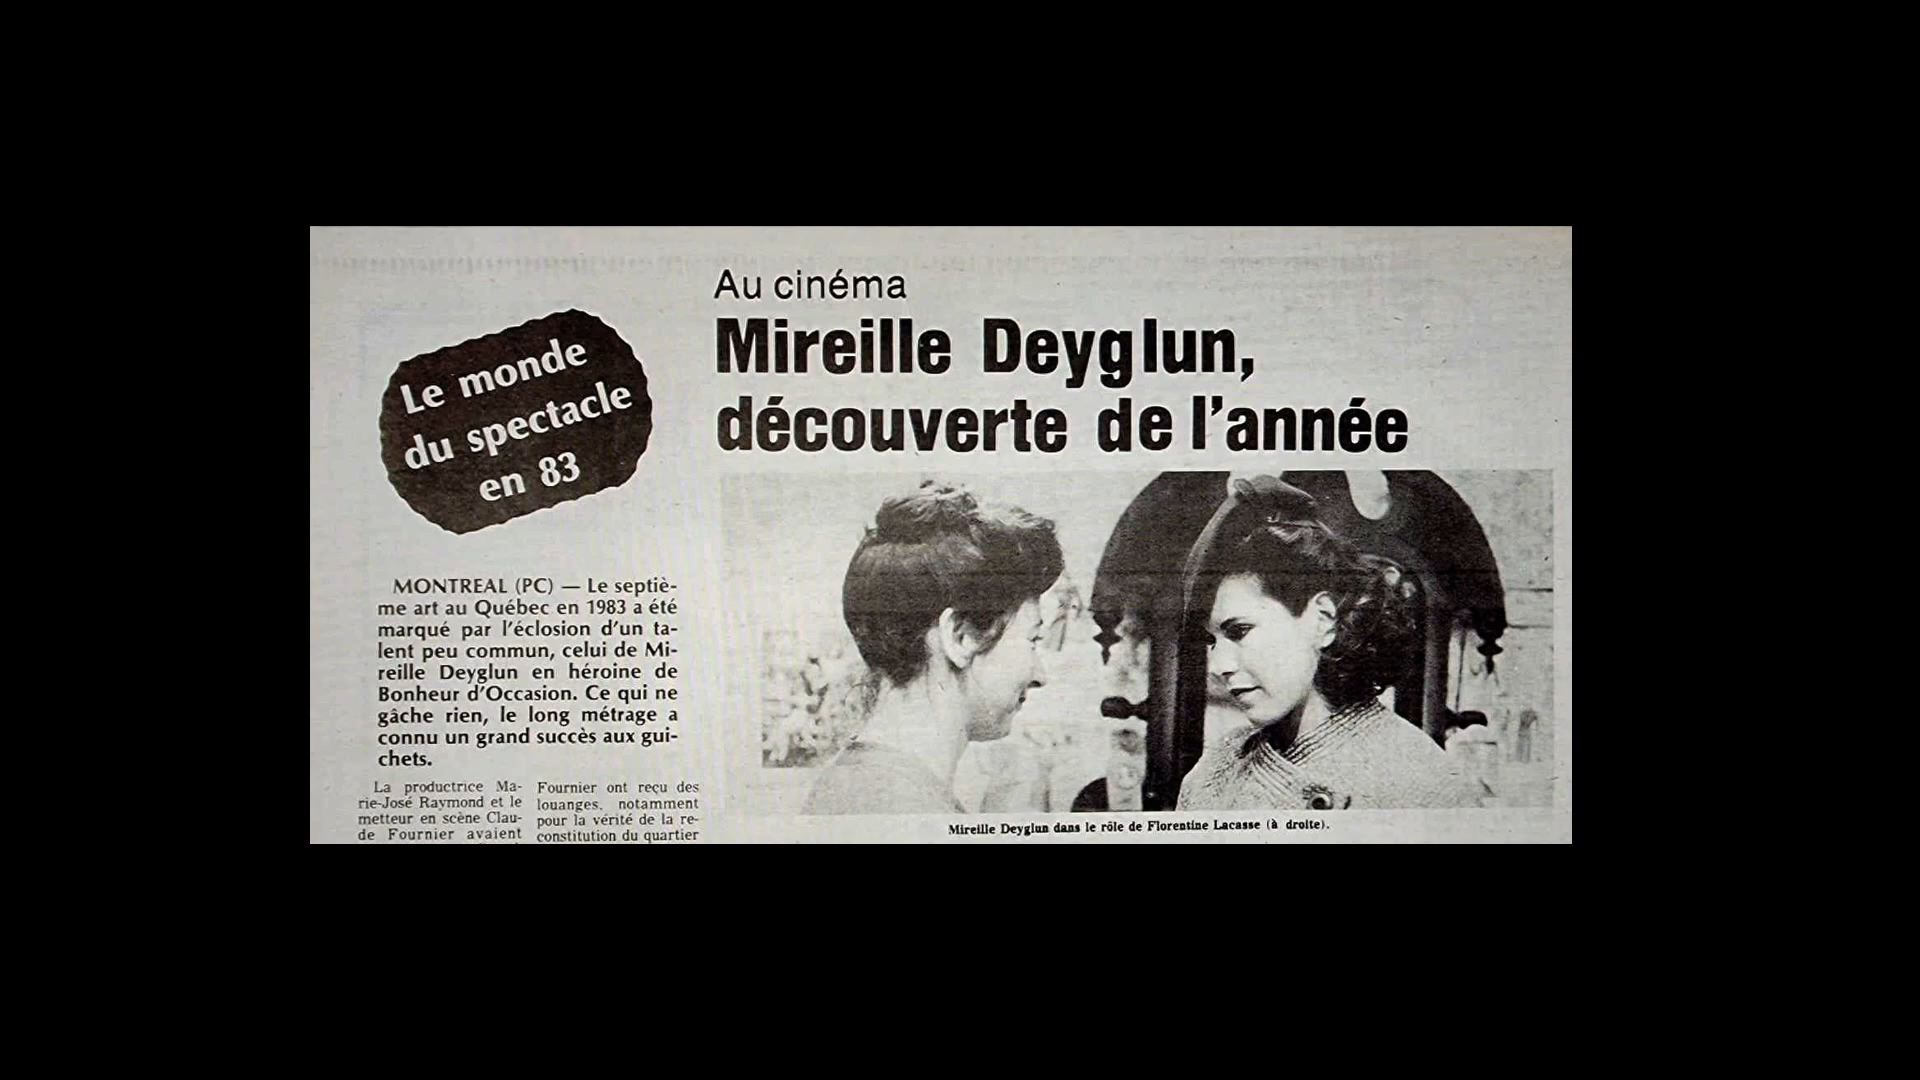 Le monde
du spectacle
en 83
Au cinéma
Mireille Deyglun,
découverte de l'année
MONTREAL (PC) — Le septiè-
me art au Québec en 1983 a été
marqué par l'éclosion d'un ta-
lent peu commun, celui de Mi-
reille Deyglun en héroine de
Bonheur d'Occasion. Ce qui ne
gâche rien, le long métrage a
connu un grand succès aux gui-
chets.
La productrice Ma-
rie-José Raymond et le
metteur en scène Clau-
de Fournier avaient
Fournier ont reçu des
louanges, notamment
pour la vérité de la re-
constitution du quartier
Mireille Deyglun dans le rôle de Florentine Lacasse (à droite).